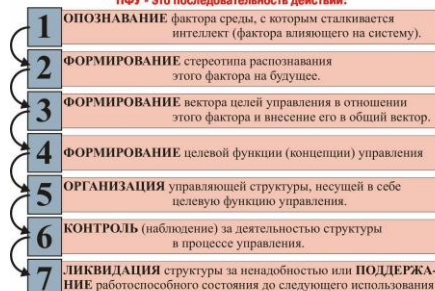 ПФУ - это последовательность действий:
1 ОПОЗНАВАНИЕ фактора среды, с которым сталкивается
интеллект (фактора влияющего на систему).
2 ФОРМИРОВАНИЕ стереотипа распознавания
этого фактора на будущее.
3 ФОРМИРОВАНИЕ вектора целей управления в отношении
этого фактора и внесение его в общий вектор.
4 ФОРМИРОВАНИЕ целевой функции (концепции) управления
5 ОРГАНИЗАЦИЯ управляющей структуры, несущей в себе
целевую функцию управления.
6 КОНТРОЛЬ (наблюдение) за деятельностью структуры
в процессе управления.
7 ЛИКВИДАЦИЯ структуры за ненадобностью или ПОДДЕРЖА-
НИЕ работоспособного состояния до следующего использования